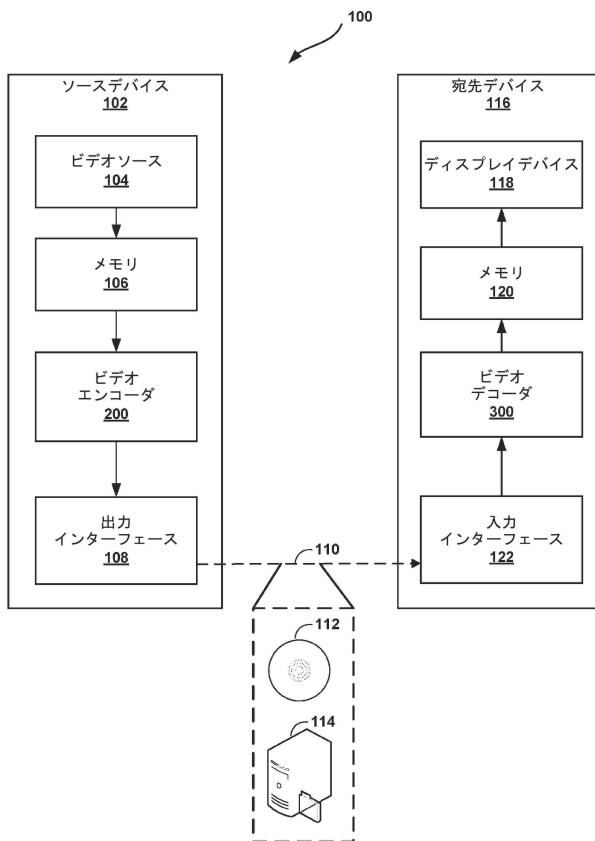 100
ソースデバイス
102
ビデオソース
104
メモリ
106
ビデオ
エンコーダ
200
出力
インターフェース
108
宛先デバイス
116
ディスプレイデバイス
118
メモリ
120
ビデオ
デコーダ
300
入力
インターフェース
122
110
112
114